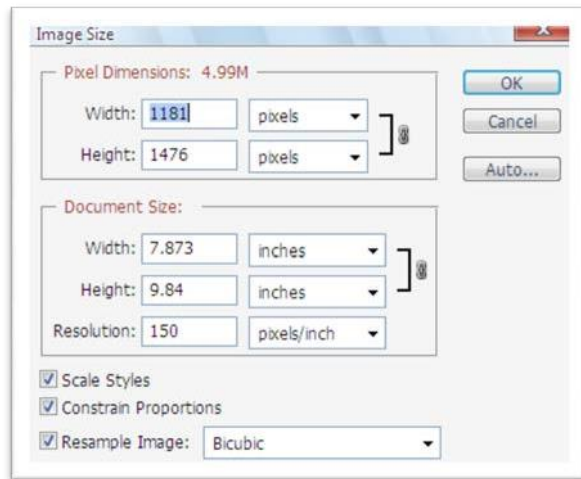 Image Size
Pixel Dimensions: 4.99M
OK
Width: 1181 pixels
Cancel
Height: 1476 pixels
Auto...
Document Size:
Width: 7.873 inches
Height: 9.84 inches
Resolution: 150 pixels/inch
Scale Styles
Constrain Proportions
Resample Image: Bicubic